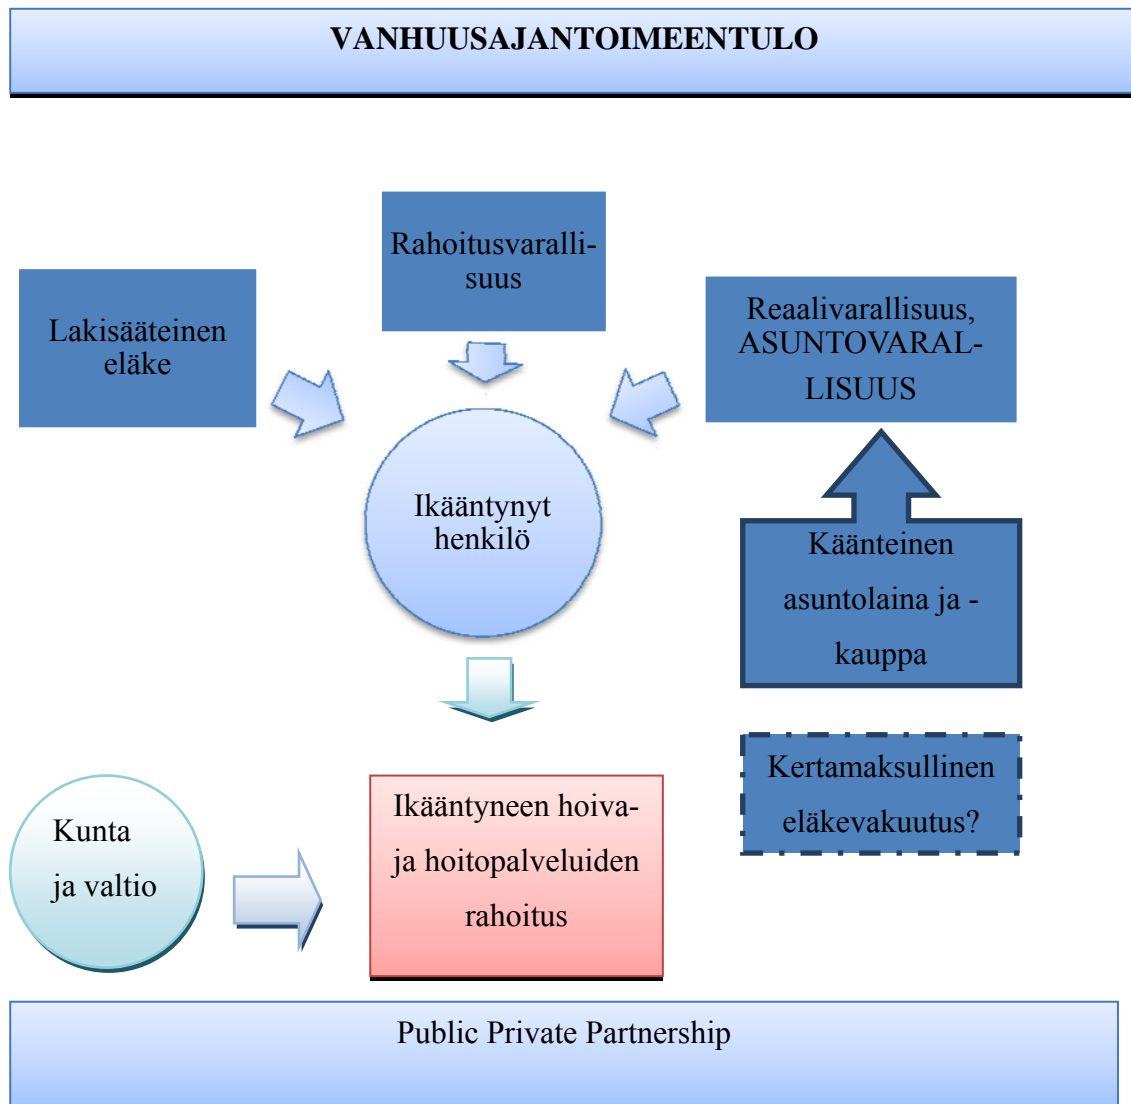 VANHUUSAJANTOIMEENTULO
Lakisääteinen
eläke
Rahoitusvaralli-
suus
Reaalivarallisuus,
ASUNTOVARAL-
LISUUS
Ikääntynyt
henkilö
Käänteinen
asuntolaina ja -
kauppa
Kertamaksullinen
eläkevakuutus?
Kunta
ja valtio
Ikääntyneen hoiva-
ja hoitopalveluiden
rahoitus
Public Private Partnership